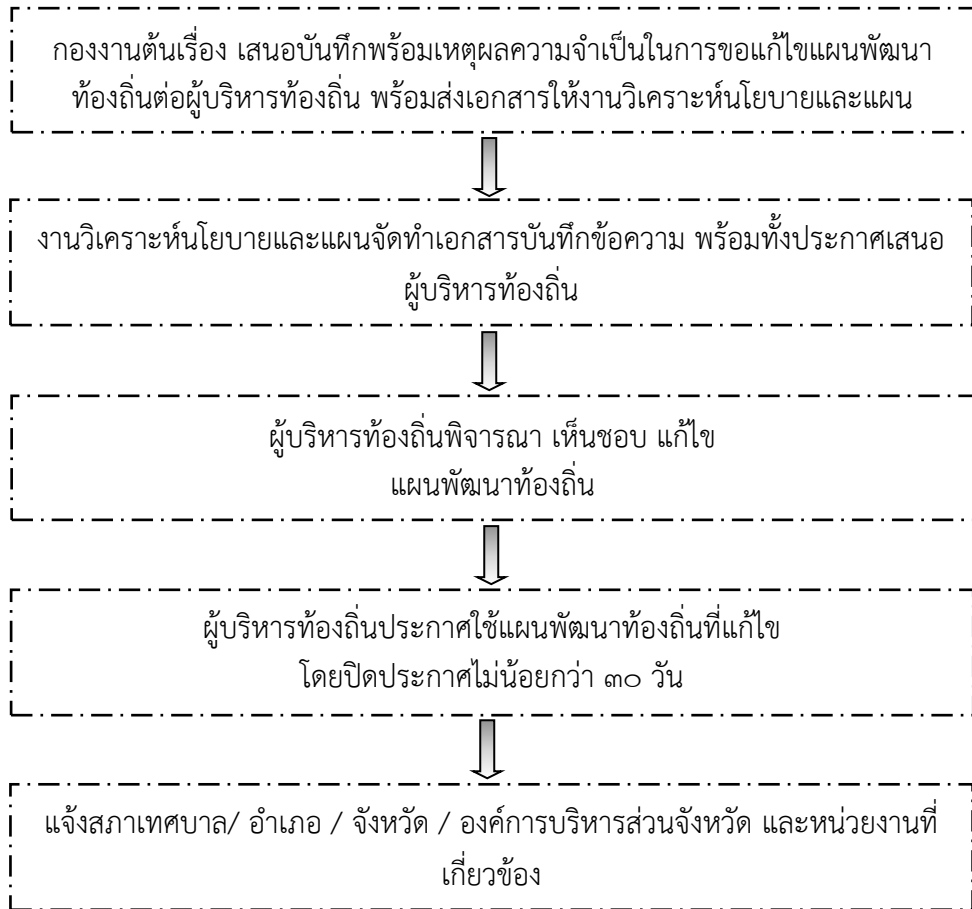 กองงานต้นเรื่อง เสนอบันทึกพร้อมเหตุผลความจำเป็นในการขอแก้ไขแผนพัฒนา
ท้องถิ่นต่อผู้บริหารท้องถิ่น พร้อมส่งเอกสารให้งานวิเคราะห์นโยบายและแผน
งานวิเคราะห์นโยบายและแผนจัดทำเอกสารบันทึกข้อความ พร้อมทั้งประกาศเสนอ
ผู้บริหารท้องถิ่น
ผู้บริหารท้องถิ่นพิจารณา เห็นชอบ แก้ไข
แผนพัฒนาท้องถิ่น
ผู้บริหารท้องถิ่นประกาศใช้แผนพัฒนาท้องถิ่นที่แก้ไข
โดยปิดประกาศไม่น้อยกว่า ๓๐ วัน
แจ้งสภาเทศบาล/ อำเภอ / จังหวัด / องค์การบริหารส่วนจังหวัด และหน่วยงานที่
เกี่ยวข้อง